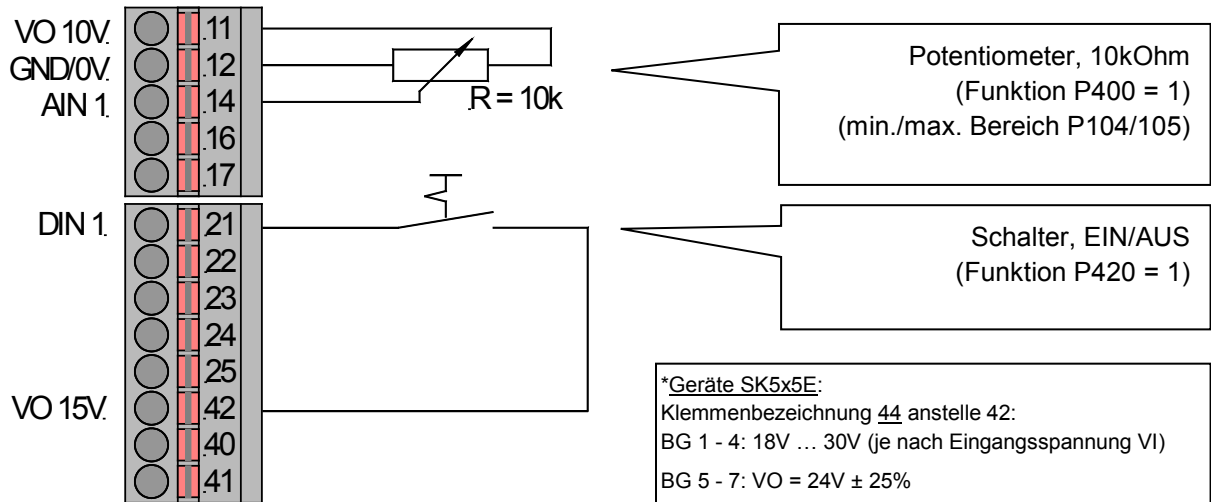 VO 10V.
.11
GND/0V.
.12
AIN 1.
.14
.16
.17
R = 10k
Potentiometer, 10kOhm
(Funktion P400 = 1)
(min./max. Bereich P104/105)
DIN 1.
.21
.22
.23
.24
.25
VO 15V.
.42
.40
.41
Schalter, EIN/AUS
(Funktion P420 = 1)
*Geräte SK5x5E:
Klemmenbezeichnung 44 anstelle 42:
BG 1 - 4: 18V … 30V (je nach Eingangsspannung VI)
BG 5 - 7: VO = 24V ± 25%